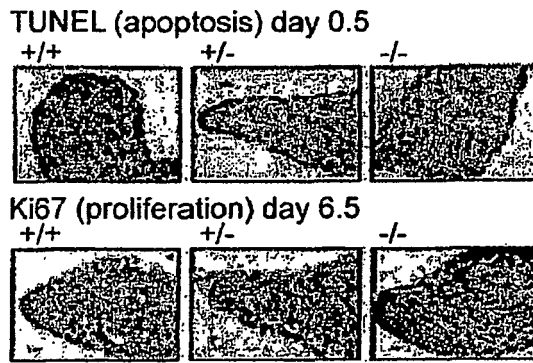 TUNEL (apoptosis) day 0.5
+/+ +/- -/-
Ki67 (proliferation) day 6.5
+/+ +/- -/-